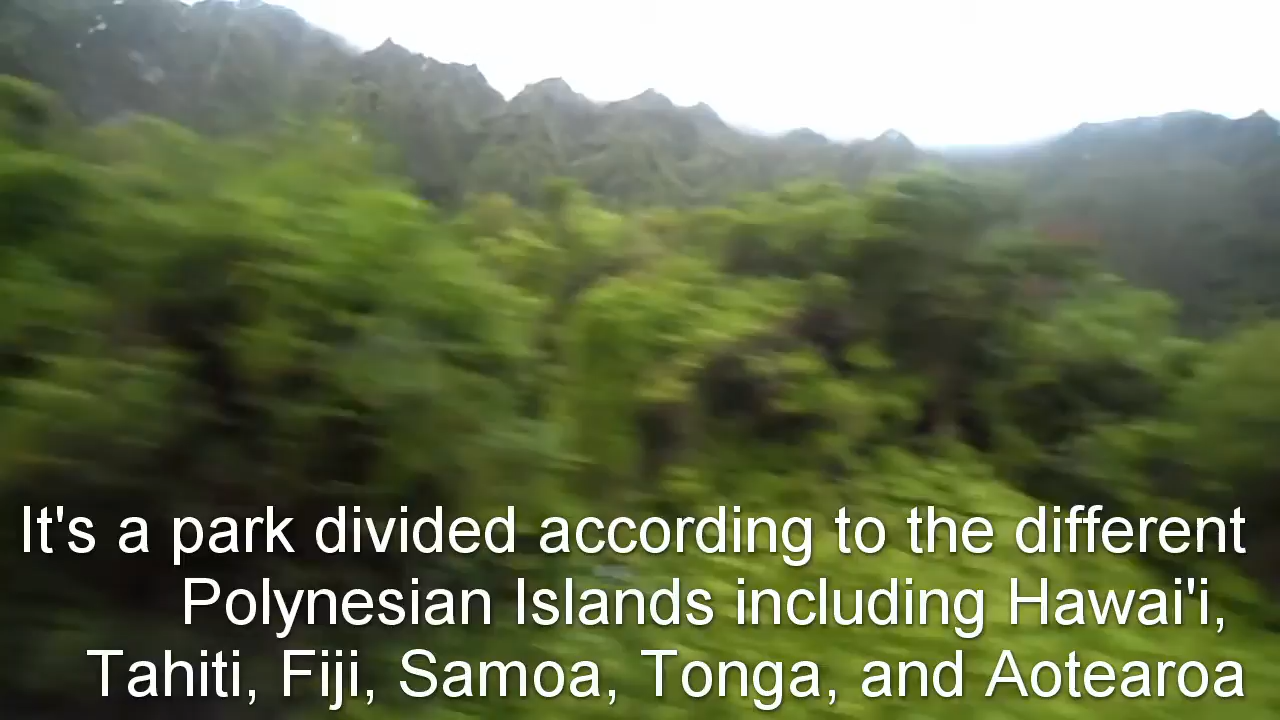 It's a park divided according to the different
Polynesian Islands including Hawai'i,
Tahiti, Fiji, Samoa, Tonga, and Aotearoa